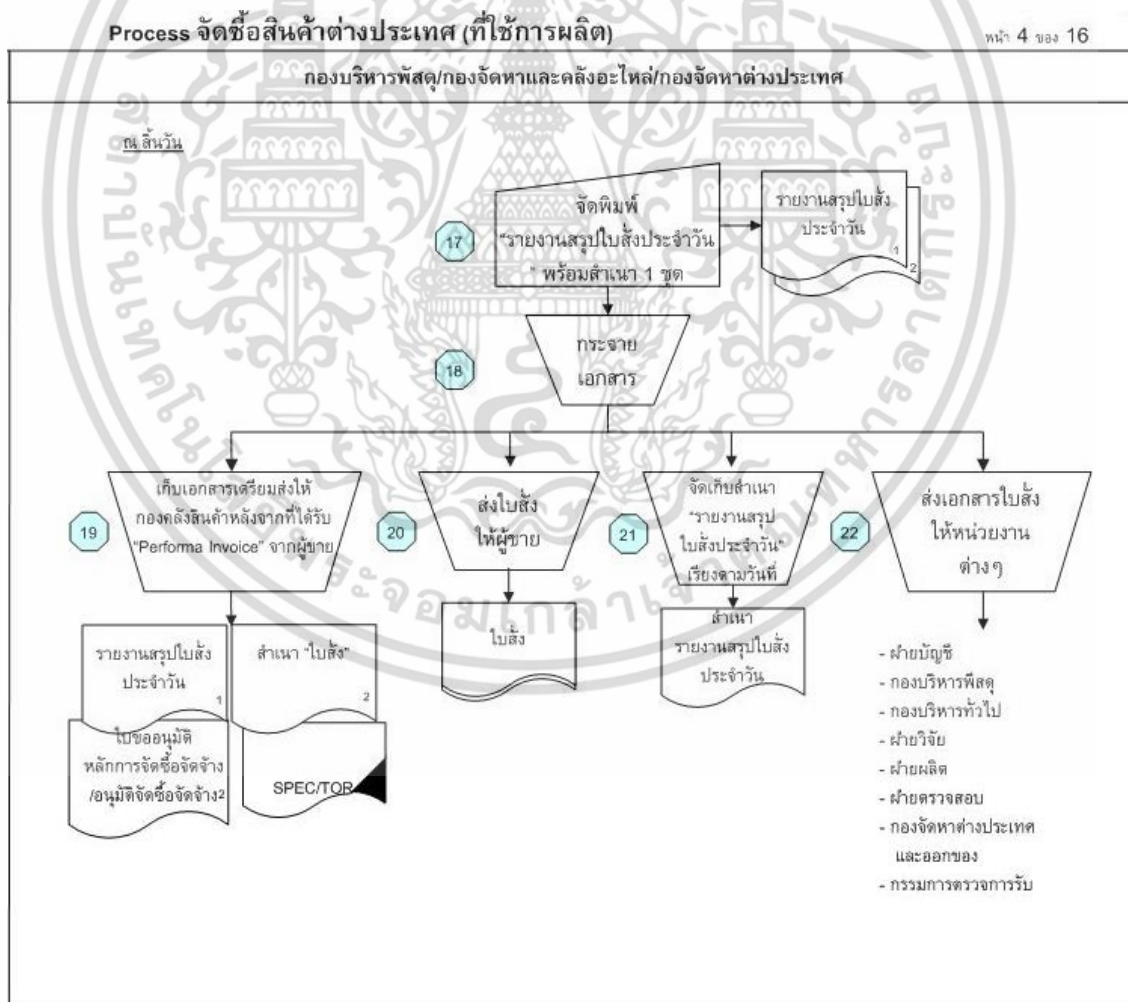 Process จัดซื้อสินค้าต่างประเทศ (ที่ใช้การผลิต)
หน้า 4 ของ 16
กองบริหารพัสดุ/กองจัดหาและคลังอะไหล่/กองจัดหาต่างประเทศ
ณ สิ้นวัน
17
จัดพิมพ์
"รายงานสรุปใบสั่งประจำวัน
" พร้อมสำเนา 1 ชุด
รายงานสรุปใบสั่ง
ประจำวัน
1
2
18
กระจาย
เอกสาร
19
เก็บเอกสารเตรียมส่งให้
กองคลังสินค้าหลังจากที่ได้รับ
"Performa Invoice" จากผู้ขาย
20
ส่งใบสั่ง
ให้ผู้ขาย
21
จัดเก็บสำเนา
"รายงานสรุป
ใบสั่งประจำวัน"
เรียงตามวันที่
22
ส่งเอกสารใบสั่ง
ให้หน่วยงาน
ต่างๆ
รายงานสรุปใบสั่ง
ประจำวัน
1
สำเนา "ใบสั่ง"
2
ใบขออนุมัติ
หลักการจัดซื้อจัดจ้าง
/อนุมัติจัดซื้อจัดจ้าง2
SPEC/TOR
ใบสั่ง
สำเนา
รายงานสรุปใบสั่ง
ประจำวัน
- ฝ่ายบัญชี
- กองบริหารพัสดุ
- กองบริหารทั่วไป
- ฝ่ายวิจัย
- ฝ่ายผลิต
- ฝ่ายตรวจสอบ
- กองจัดหาต่างประเทศ
และออกของ
- กรรมการตรวจการรับ